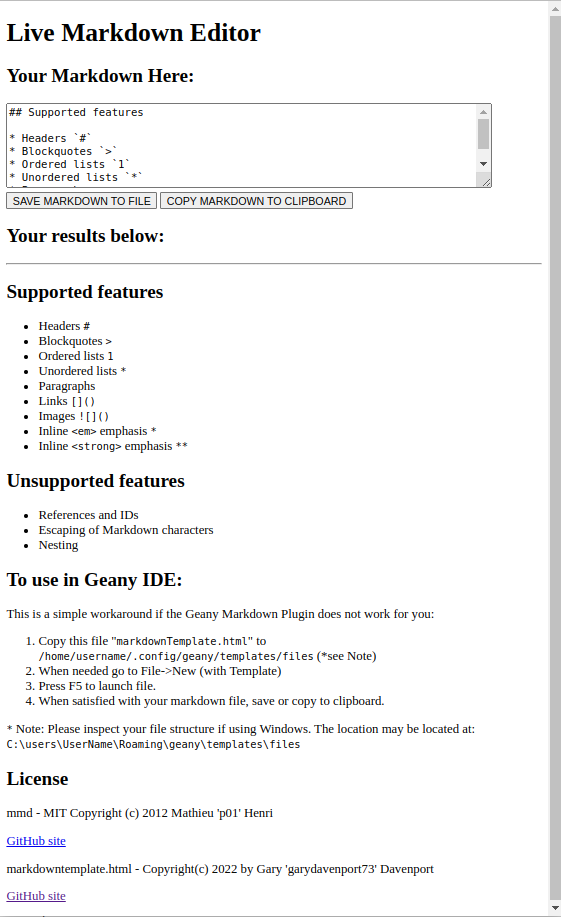 Live Markdown Editor
Your Markdown Here:
## Supported features
* Headers `#`
* Blockquotes `>`
* Ordered lists `1`
* Unordered lists `*`
SAVE MARKDOWN TO FILE COPY MARKDOWN TO CLIPBOARD
Your results below:
Supported features
• Headers #
• Blockquotes >
• Ordered lists 1
• Unordered lists *
• Paragraphs
• Links []()
• Images ![]()
• Inline <em> emphasis *
• Inline <strong> emphasis **
Unsupported features
• References and IDs
• Escaping of Markdown characters
• Nesting
To use in Geany IDE:
This is a simple workaround if the Geany Markdown Plugin does not work for you:
1. Copy this file "markdownTemplate.html" to
/home/username/.config/geany/templates/files (*see Note)
2. When needed go to File->New (with Template)
3. Press F5 to launch file.
4. When satisfied with your markdown file, save or copy to clipboard.
* Note: Please inspect your file structure if using Windows. The location may be located at:
C:\users\UserName\Roaming\geany\templates\files
License
mmd - MIT Copyright (c) 2012 Mathieu 'p01' Henri
GitHub site
markdowntemplate.html - Copyright(c) 2022 by Gary 'garydavenport73' Davenport
GitHub site